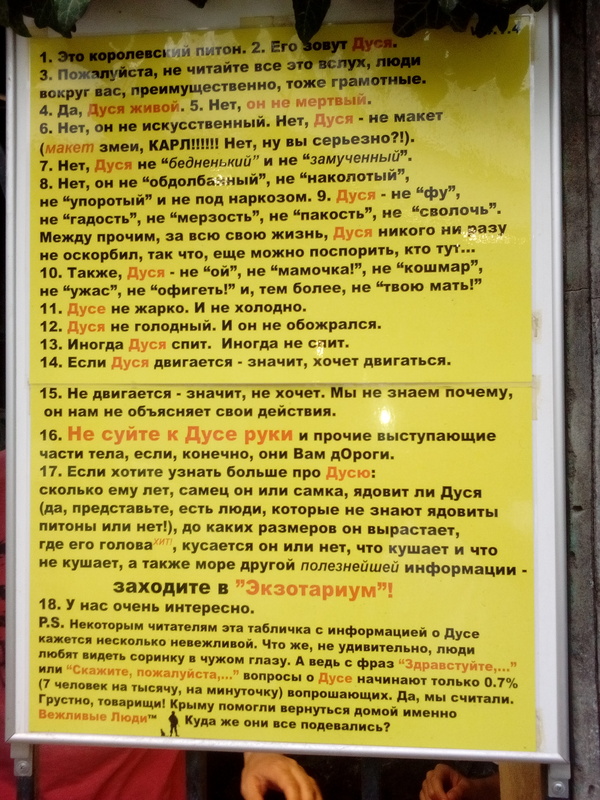 1. Это королевский питон. 2. Его зовут Дуся.
3. Пожалуйста, не читайте все это вслух, люди
вокруг вас, преимущественно, тоже грамотные.
4. Да, Дуся живой. 5. Нет, он не мертвый.
6. Нет, он не искусственный. Нет, Дуся - не макет
(макет змеи, КАРЛ!!!!!! Нет, ну вы серьезно?!).
7. Нет, Дуся не “бедненький” и не “замученный”.
8. Нет, он не “обдолбанный”, не “наколотый”,
не “упоротый” и не под наркозом. 9. Дуся - не “фу”,
не “гадость”, не “мерзость”, не “пакость”, не “сволочь”.
Между прочим, за всю свою жизнь, Дуся никого ни разу
не оскорбил, так что, еще можно поспорить, кто тут...
10. Также, Дуся - не “ой”, не “мамочка!”, не “кошмар”,
не “ужас”, не “офигеть!” и, тем более, не “твою мать!”
11. Дусе не жарко. И не холодно.
12. Дуся не голодный. И он не обожрался.
13. Иногда Дуся спит. Иногда не спит.
14. Если Дуся двигается - значит, хочет двигаться.
15. Не двигается - значит, не хочет. Мы не знаем почему,
он нам не объясняет свои действия.
16. Не суйте к Дусе руки и прочие выступающие
части тела, если, конечно, они Вам дОроги.
17. Если хотите узнать больше про Дусю:
сколько ему лет, самец он или самка, ядовит ли Дуся
(да, представьте, есть люди, которые не знают ядовиты
питоны или нет!), до каких размеров он вырастает,
где его голова ХИТ!, кусается он или нет, что кушает и что
не кушает, а также море другой полезнейшей информации -
заходите в ”Экзотариум”!
18. У нас очень интересно.
P.S. Некоторым читателям эта табличка с информацией о Дусе
кажется несколько невежливой. Что же, не удивительно, люди
любят видеть соринку в чужом глазу. А ведь с фраз “Здравстуйте,...”
или “Скажите, пожалуйста,...” вопросы о Дусе начинают только 0.7%
(7 человек на тысячу, на минуточку) вопрошающих. Да, мы считали.
Грустно, товарищи! Крыму помогли вернуться домой именно
Вежливые Люди™ Куда же они все подевались?